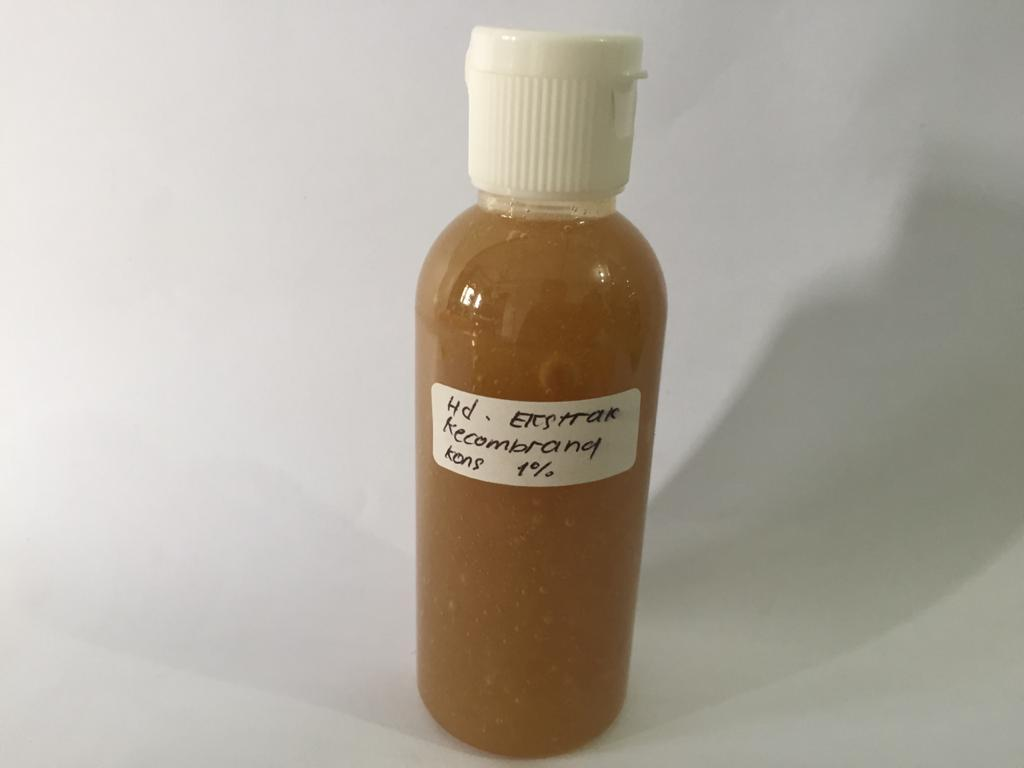 Hd. Ekstrak
Kecombrang
Kons 1%